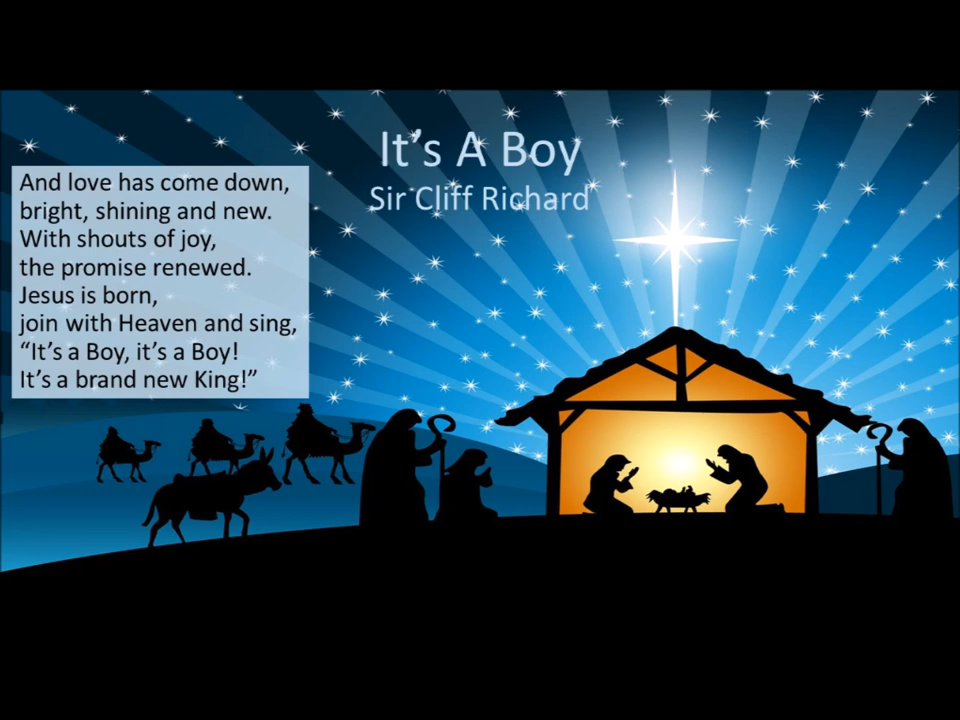 It’s A Boy
Sir Cliff Richard
And love has come down,
bright, shining and new.
With shouts of joy,
the promise renewed.
Jesus is born,
join with Heaven and sing,
“It’s a Boy, it’s a Boy!
It’s a brand new King!”